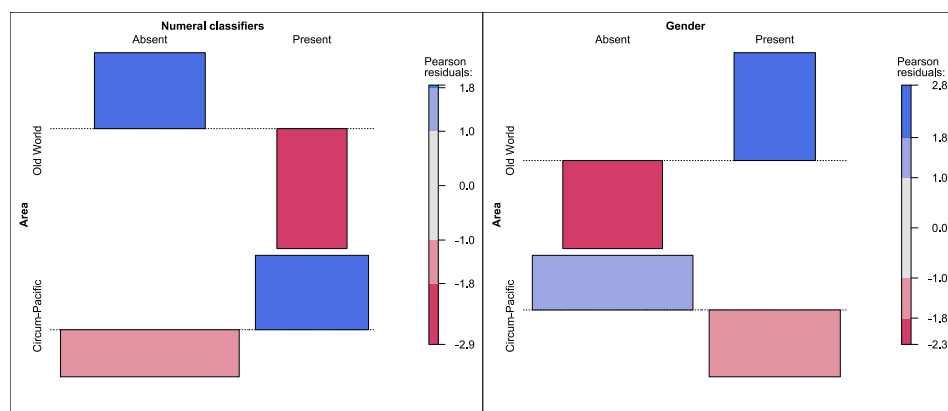 Numeral classifiers
Absent Present
Area
Old World
Circum-Pacific
Pearson
residuals:
1.8
1.0
0.0
-1.0
-1.8
-2.9
Gender
Absent Present
Area
Old World
Circum-Pacific
Pearson
residuals:
2.8
1.8
1.0
0.0
-1.0
-1.8
-2.3